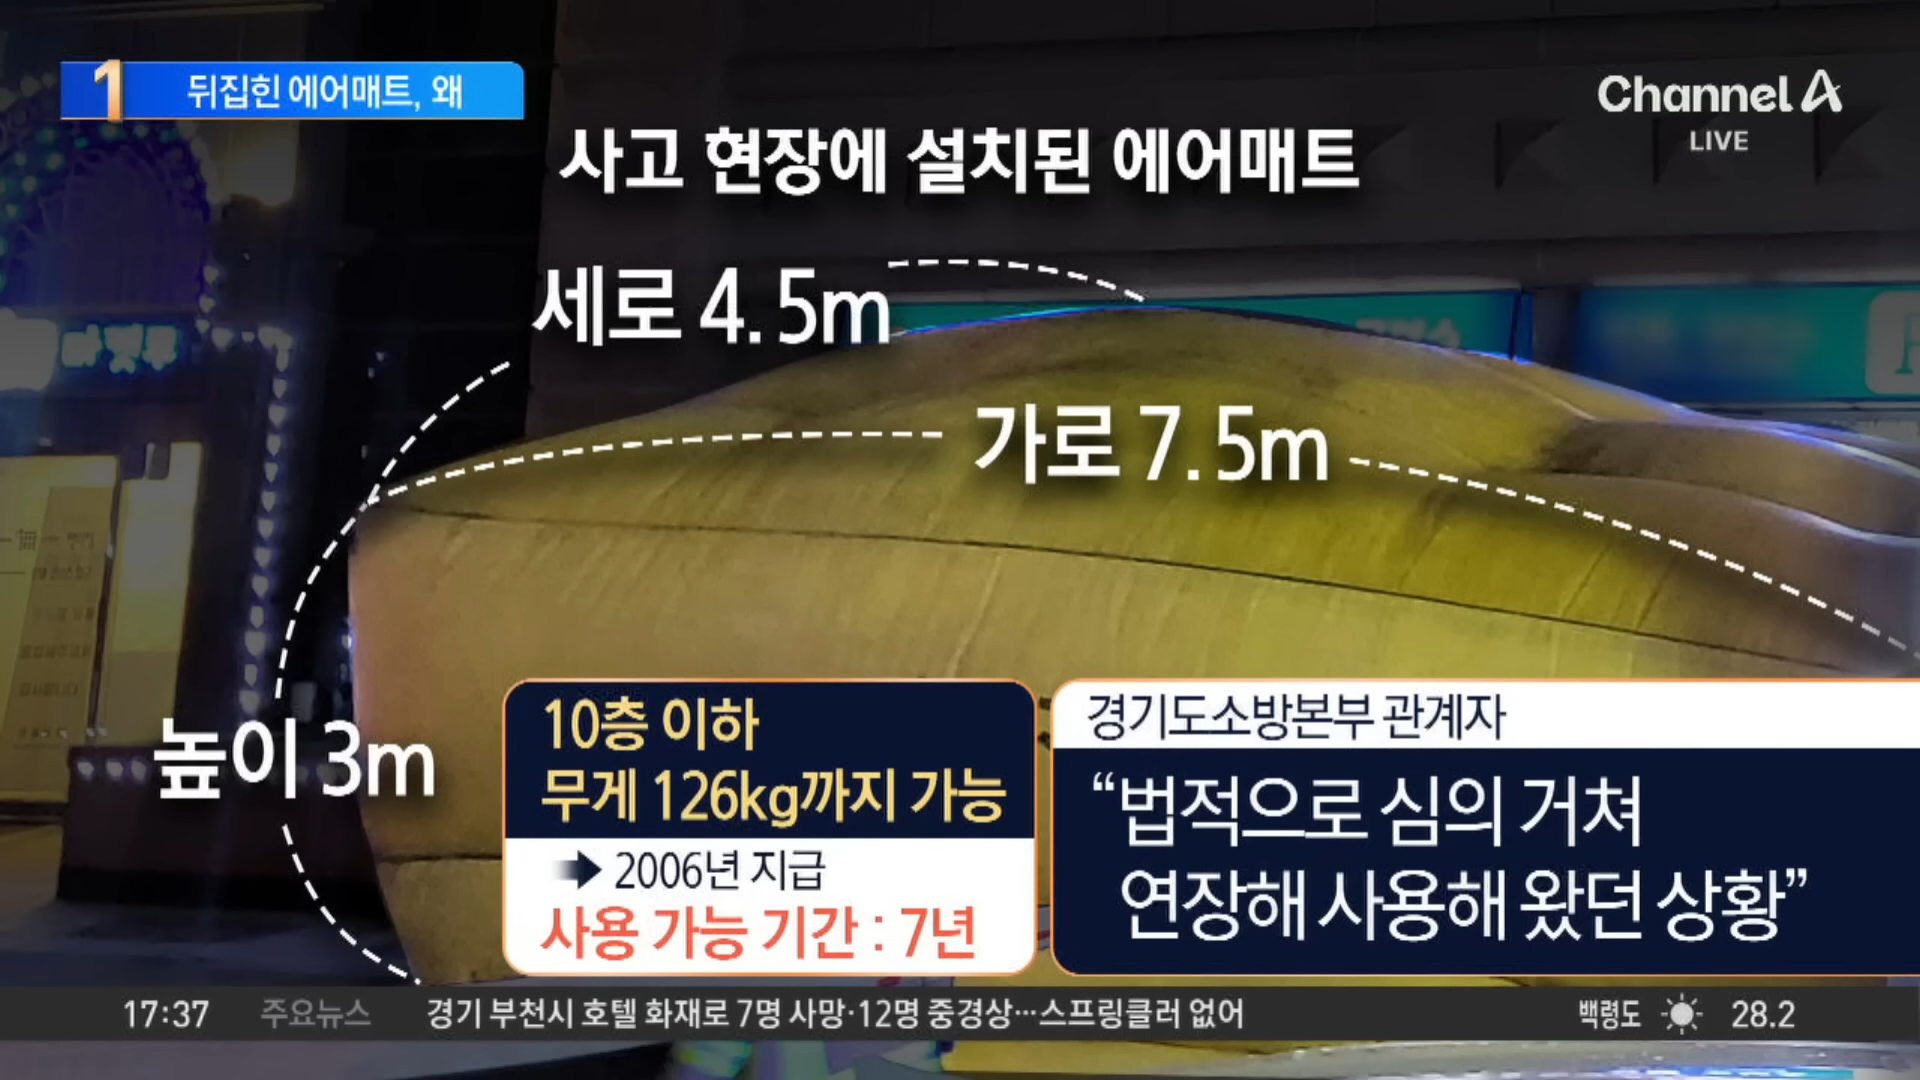 1 뒤집힌 에어매트, 왜
Channel A
LIVE
사고 현장에 설치된 에어매트
세로 4.5m
가로 7.5m
높이 3m
10층 이하
무게 126kg까지 가능
➔ 2006년 지급
사용 가능 기간 : 7년
경기도소방본부 관계자
“법적으로 심의 거쳐
연장해 사용해 왔던 상황”
17:37 주요뉴스 경기 부천시 호텔 화재로 7명 사망·12명 중경상…스프링클러 없어 백령도 28.2